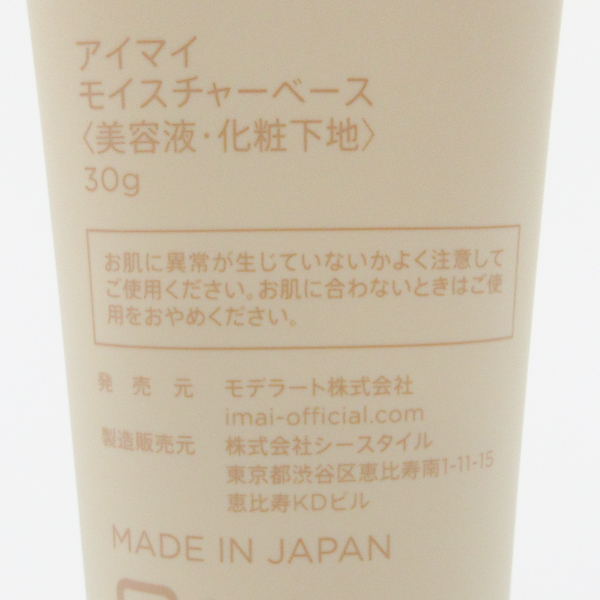 アイマイ
モイスチャーベース
〈美容液・化粧下地〉
30g
お肌に異常が生じていないかよく注意して
ご使用ください。お肌に合わないときはご使
用をおやめください。
発売元 モデラート株式会社
imai-official.com
製造販売元 株式会社シースタイル
東京都渋谷区恵比寿南1-11-15
恵比寿KDビル
MADE IN JAPAN